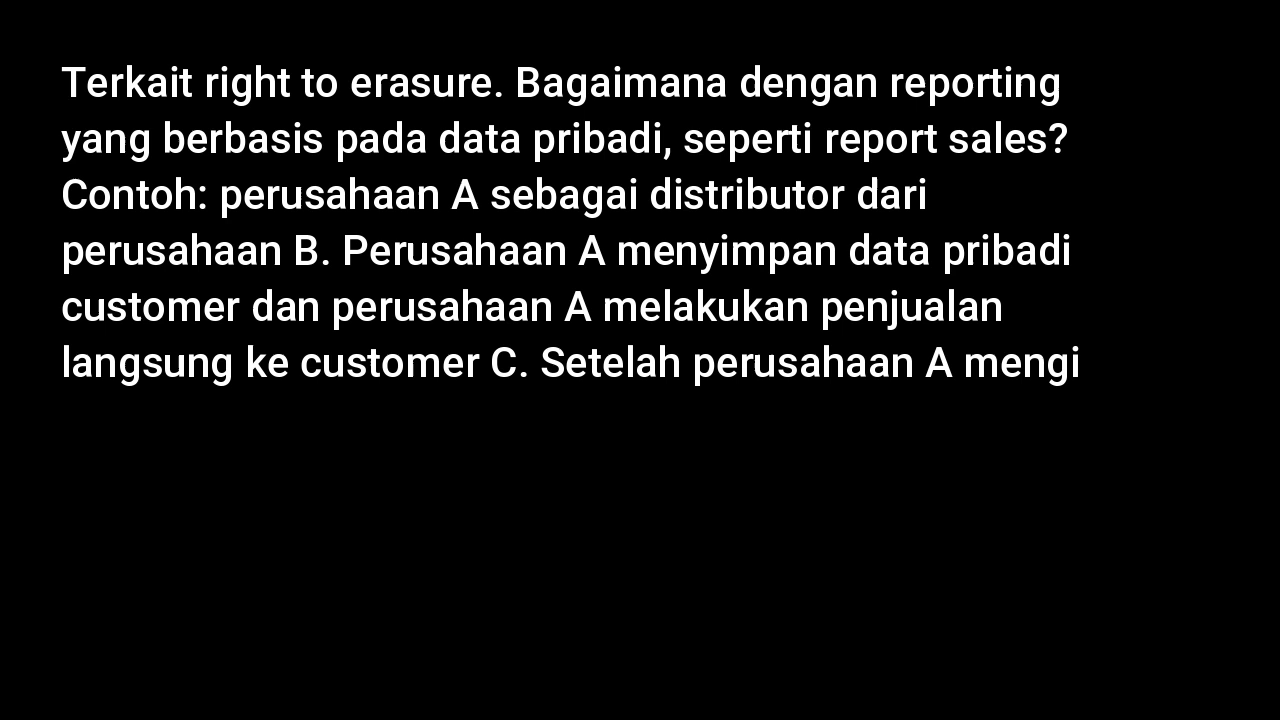 Terkait right to erasure. Bagaimana dengan reporting
yang berbasis pada data pribadi, seperti report sales?
Contoh: perusahaan A sebagai distributor dari
perusahaan B. Perusahaan A menyimpan data pribadi
customer dan perusahaan A melakukan penjualan
langsung ke customer C. Setelah perusahaan A mengi